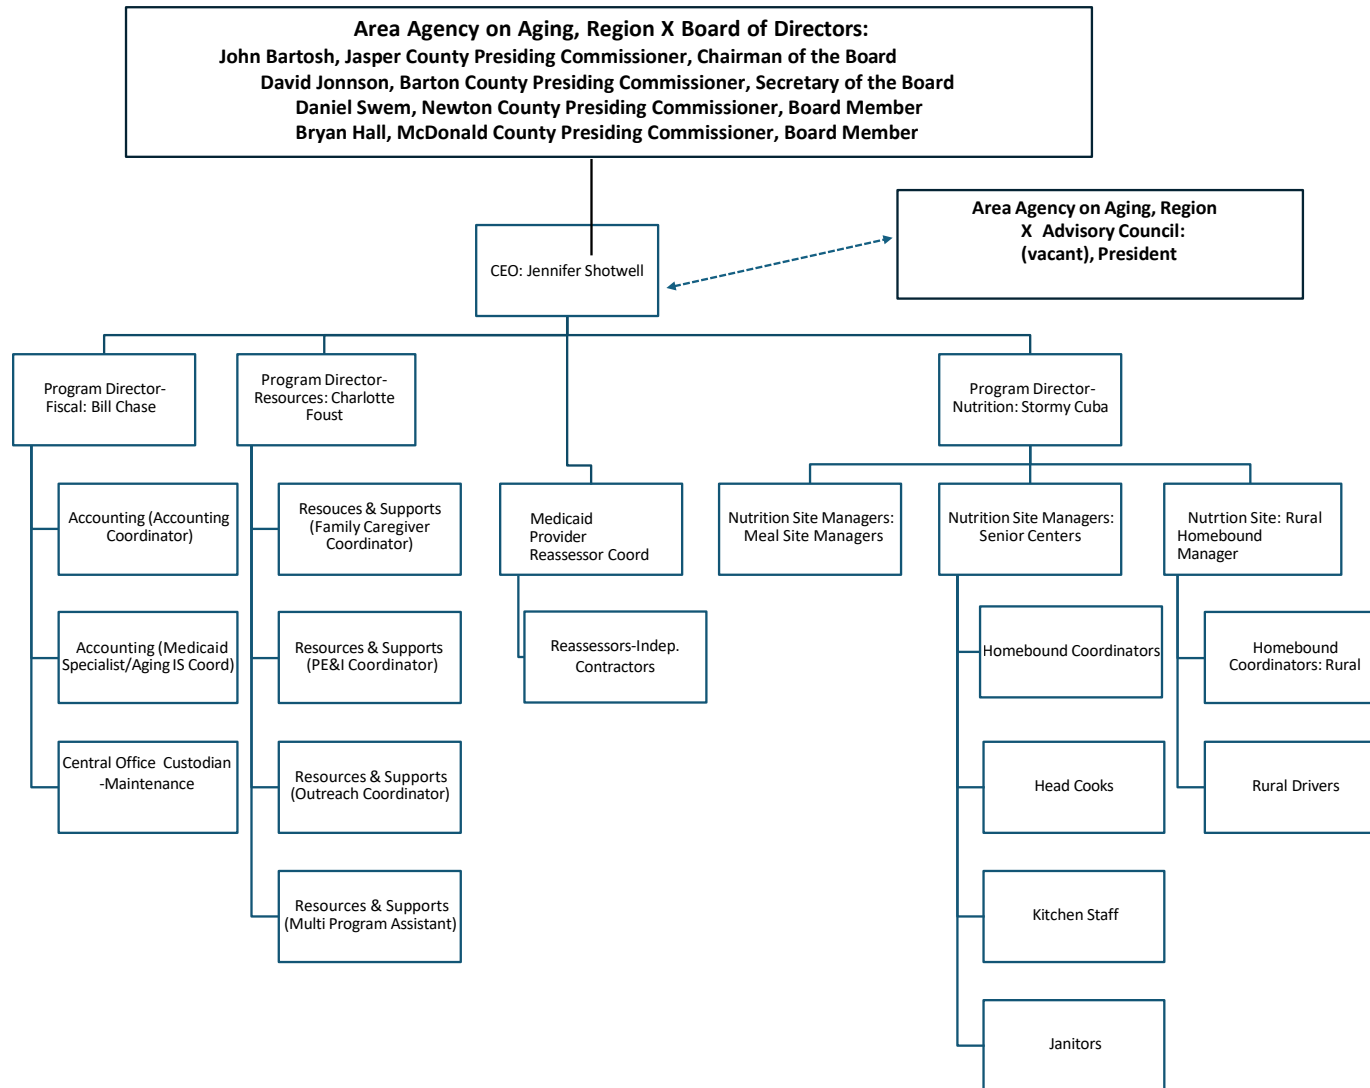 Area Agency on Aging, Region X Board of Directors:
John Bartosh, Jasper County Presiding Commissioner, Chairman of the Board
David Jonnson, Barton County Presiding Commissioner, Secretary of the Board
Daniel Swem, Newton County Presiding Commissioner, Board Member
Bryan Hall, McDonald County Presiding Commissioner, Board Member
Area Agency on Aging, Region
X Advisory Council:
(vacant), President
CEO: Jennifer Shotwell
Program Director-
Fiscal: Bill Chase
Program Director-
Resources: Charlotte
Foust
Program Director-
Nutrition: Stormy Cuba
Accounting (Accounting
Coordinator)
Resouces & Supports
(Family Caregiver
Coordinator)
Medicaid
Provider
Reassessor Coord
Nutrition Site Managers:
Meal Site Managers
Nutrition Site Managers:
Senior Centers
Nutrtion Site: Rural
Homebound
Manager
Accounting (Medicaid
Specialist/Aging IS Coord)
Resources & Supports
(PE&I Coordinator)
Reassessors-Indep.
Contractors
Homebound Coordinators
Homebound
Coordinators: Rural
Central Office Custodian
-Maintenance
Resources & Supports
(Outreach Coordinator)
Head Cooks
Rural Drivers
Resources & Supports
(Multi Program Assistant)
Kitchen Staff
Janitors